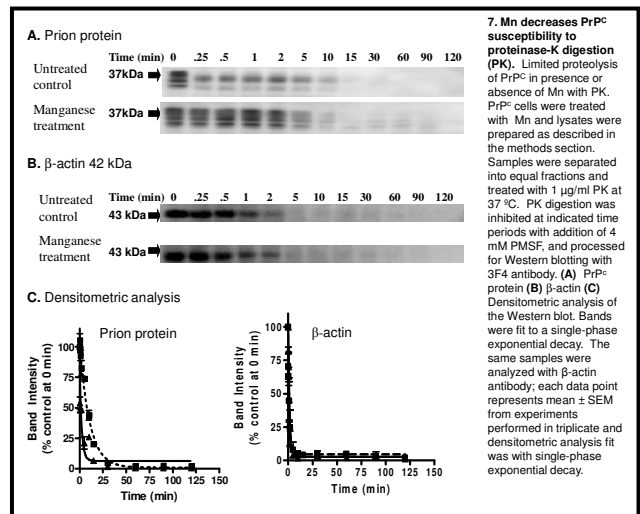 A. Prion protein
Time (min) 0 .25 .5 1 2 5 10 15 30 60 90 120
Untreated control 37kDa
Manganese treatment 37kDa
B. β-actin 42 kDa
Untreated control Time (min) 0 .25 .5 1 2 5 10 15 30 60 90 120
43 kDa
Manganese treatment 43 kDa
C. Densitometric analysis
Prion protein
Band Intensity
(% control at 0 min)
100
75
50
25
0
0 30 60 90 120 150
Time (min)
β-actin
Band Intensity
(% control at 0 min)
100
75
50
25
0
0 30 60 90 120 150
Time (min)
7. Mn decreases PrPᶜ
susceptibility to
proteinase-K digestion
(PK). Limited proteolysis
of PrPᶜ in presence or
absence of Mn with PK.
PrPᶜ cells were treated
with Mn and lysates were
prepared as described in
the methods section.
Samples were separated
into equal fractions and
treated with 1 µg/ml PK at
37 ºC. PK digestion was
inhibited at indicated time
periods with addition of 4
mM PMSF, and processed
for Western blotting with
3F4 antibody. (A) PrPᶜ
protein (B) β-actin (C)
Densitometric analysis of
the Western blot. Bands
were fit to a single-phase
exponential decay. The
same samples were
analyzed with β-actin
antibody; each data point
represents mean ± SEM
from experiments
performed in triplicate and
densitometric analysis fit
was with single-phase
exponential decay.